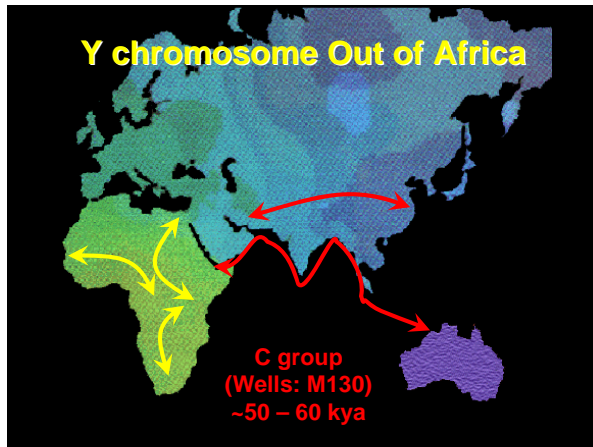 Y chromosome Out of Africa
C group
(Wells: M130)
~50 – 60 kya